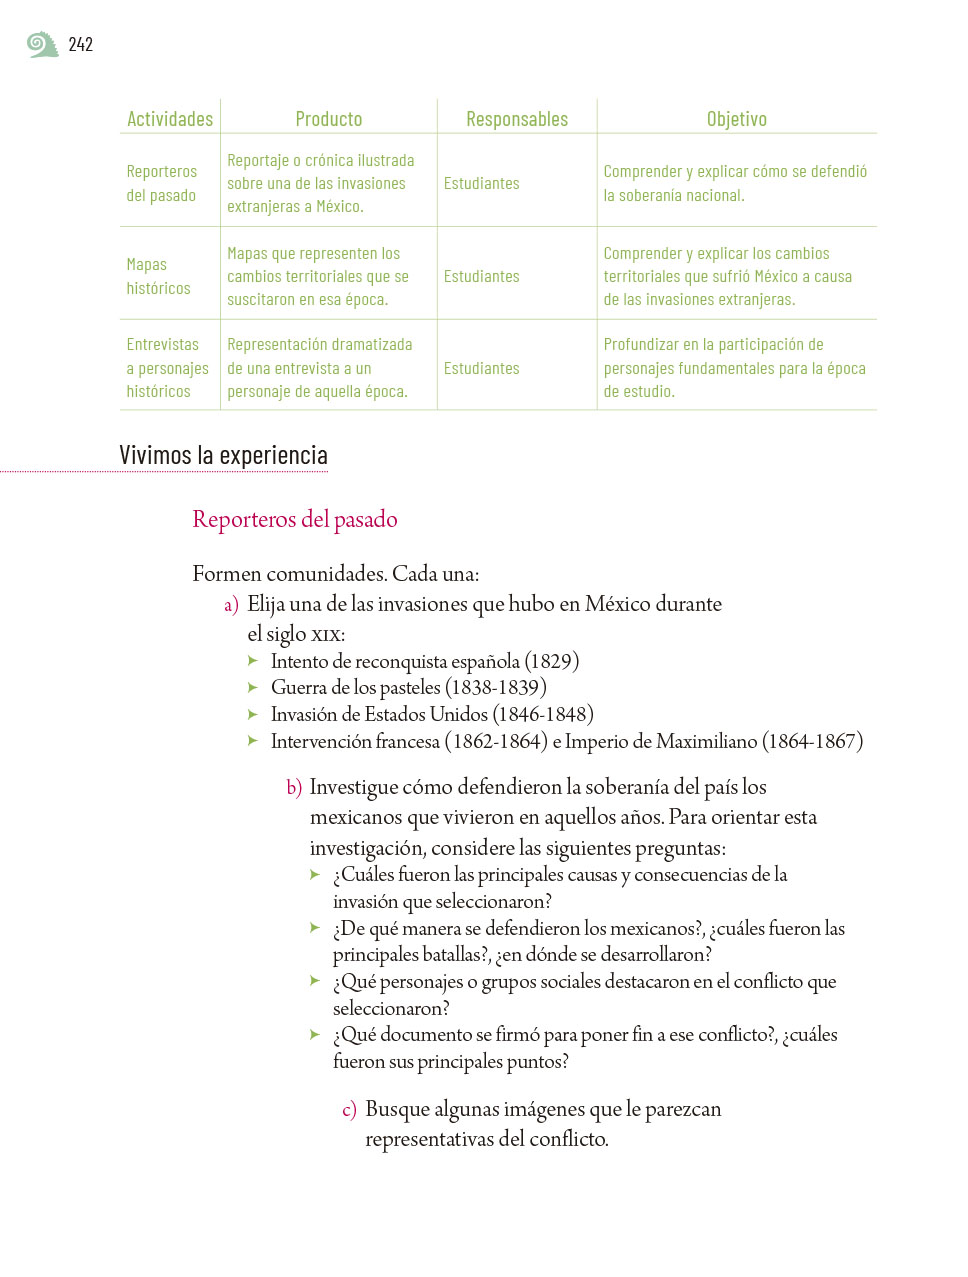 242
Actividades Producto Responsables Objetivo
Reporteros
del pasado
Reportaje o crónica ilustrada
sobre una de las invasiones
extranjeras a México.
Estudiantes
Comprender y explicar cómo se defendió
la soberanía nacional.
Mapas
históricos
Mapas que representen los
cambios territoriales que se
suscitaron en esa época.
Estudiantes
Comprender y explicar los cambios
territoriales que sufrió México a causa
de las invasiones extranjeras.
Entrevistas
a personajes
históricos
Representación dramatizada
de una entrevista a un
personaje de aquella época.
Estudiantes
Profundizar en la participación de
personajes fundamentales para la época
de estudio.
Vivimos la experiencia
Reporteros del pasado
Formen comunidades. Cada una:
a) Elija una de las invasiones que hubo en México durante
el siglo XIX:
➤ Intento de reconquista española (1829)
➤ Guerra de los pasteles (1838-1839)
➤ Invasión de Estados Unidos (1846-1848)
➤ Intervención francesa (1862-1864) e Imperio de Maximiliano (1864-1867)
b) Investigue cómo defendieron la soberanía del país los
mexicanos que vivieron en aquellos años. Para orientar esta
investigación, considere las siguientes preguntas:
➤ ¿Cuáles fueron las principales causas y consecuencias de la
invasión que seleccionaron?
➤ ¿De qué manera se defendieron los mexicanos?, ¿cuáles fueron las
principales batallas?, ¿en dónde se desarrollaron?
➤ ¿Qué personajes o grupos sociales destacaron en el conflicto que
seleccionaron?
➤ ¿Qué documento se firmó para poner fin a ese conflicto?, ¿cuáles
fueron sus principales puntos?
c) Busque algunas imágenes que le parezcan
representativas del conflicto.